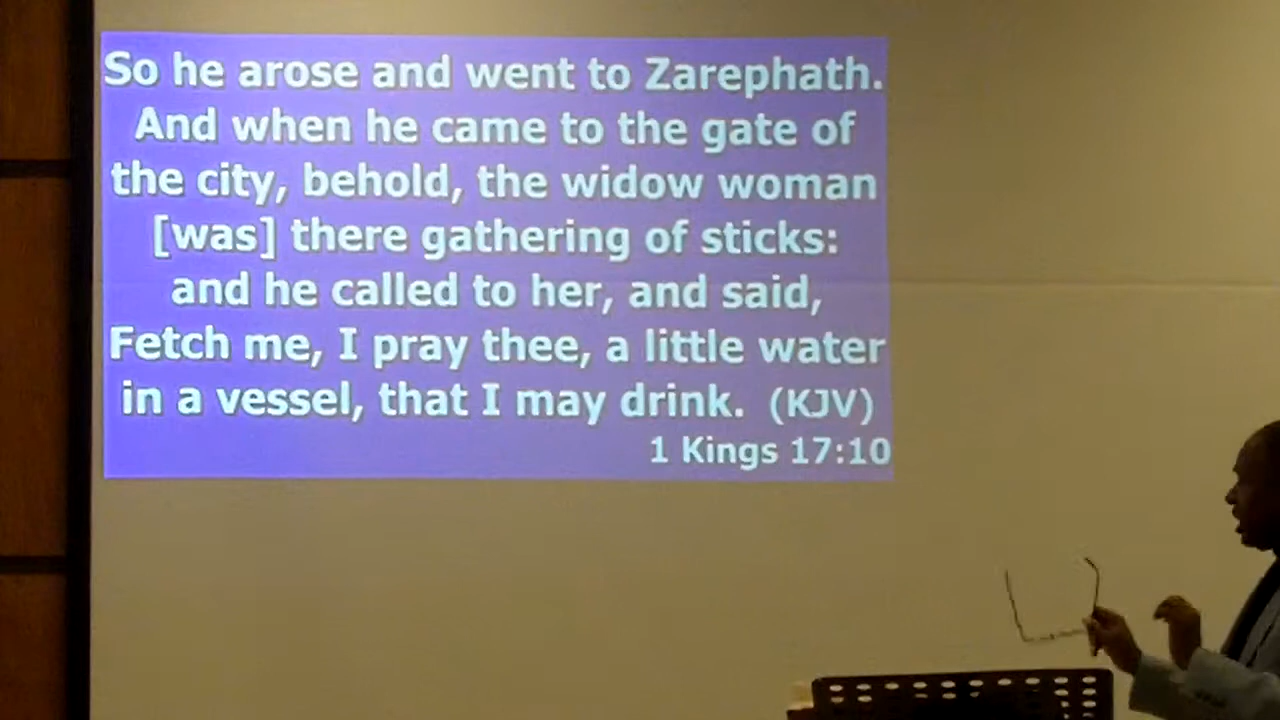 So he arose and went to Zarephath.
And when he came to the gate of
the city, behold, the widow woman
[was] there gathering of sticks:
and he called to her, and said,
Fetch me, I pray thee, a little water
in a vessel, that I may drink. (KJV)
1 Kings 17:10